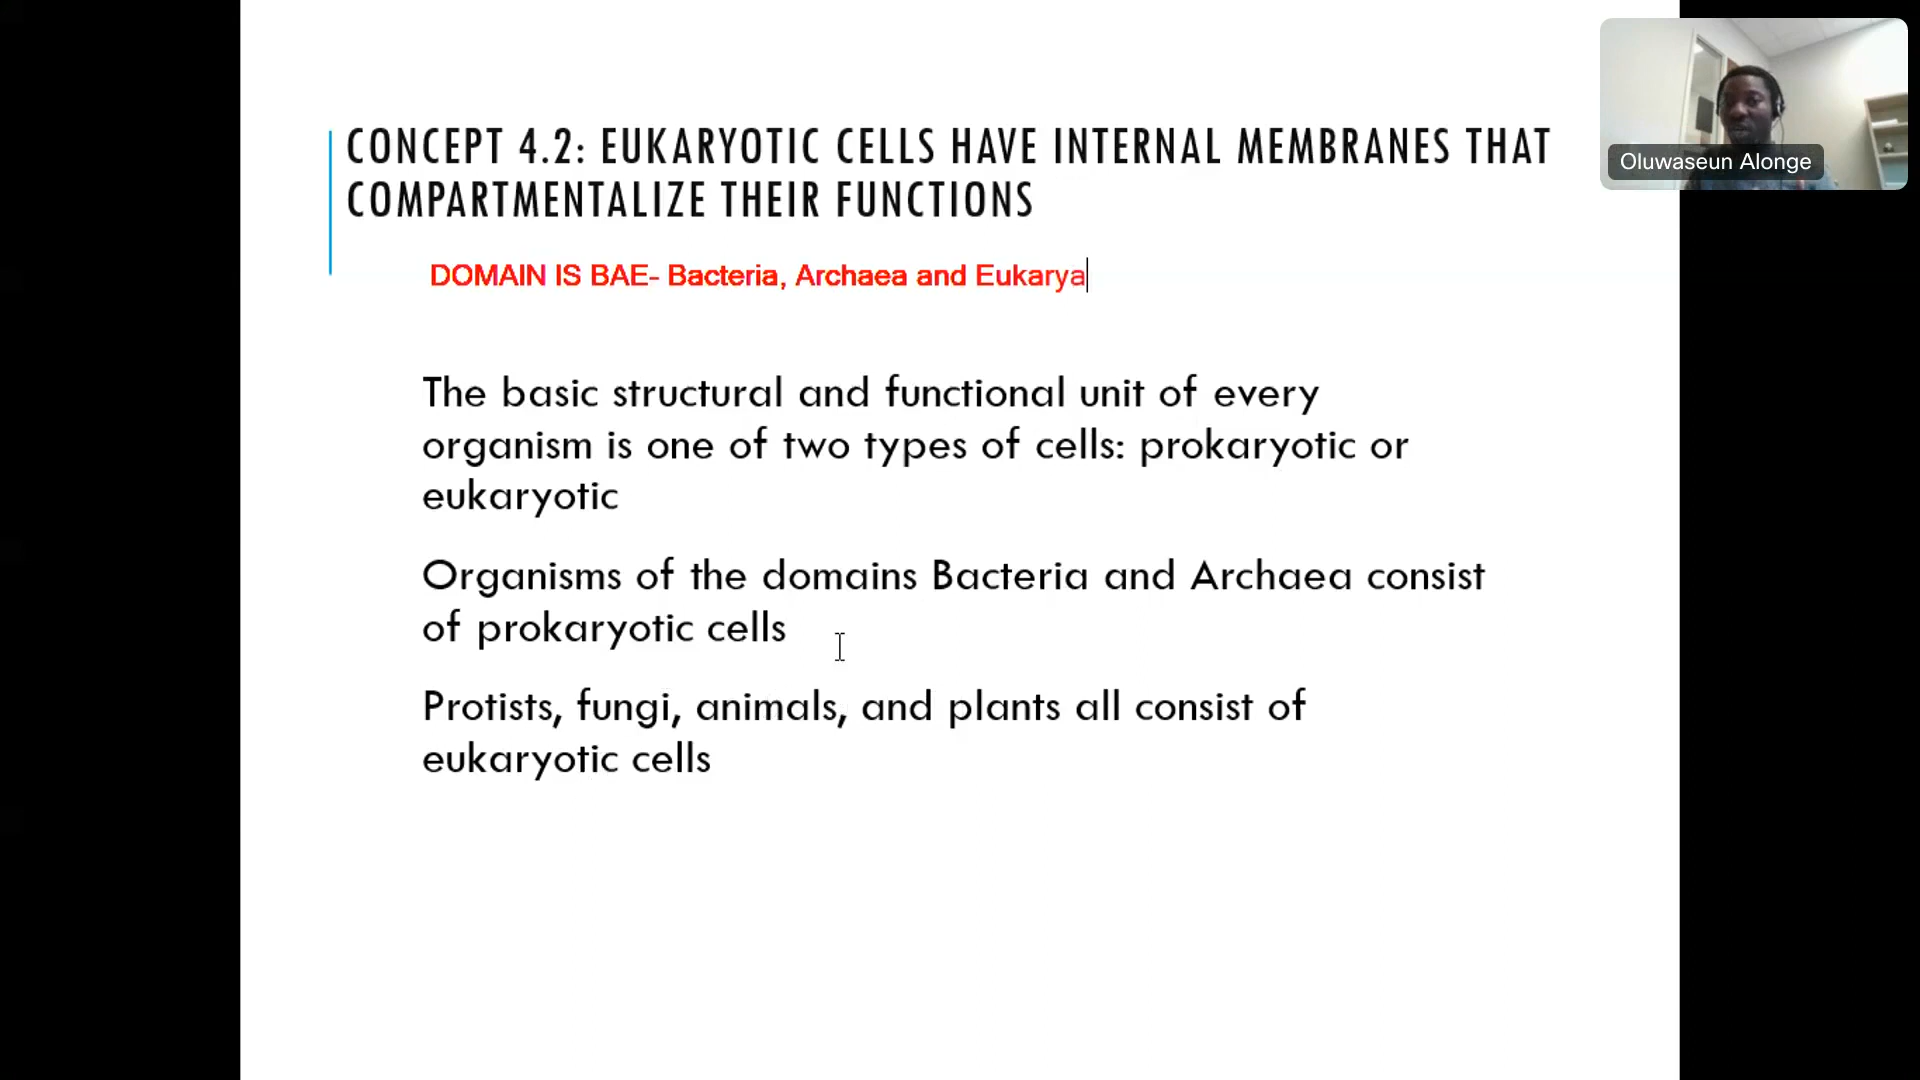 CONCEPT 4.2: EUKARYOTIC CELLS HAVE INTERNAL MEMBRANES THAT
COMPARTMENTALIZE THEIR FUNCTIONS
DOMAIN IS BAE- Bacteria, Archaea and Eukarya
The basic structural and functional unit of every
organism is one of two types of cells: prokaryotic or
eukaryotic
Organisms of the domains Bacteria and Archaea consist
of prokaryotic cells
Protists, fungi, animals, and plants all consist of
eukaryotic cells
Oluwaseun Alonge